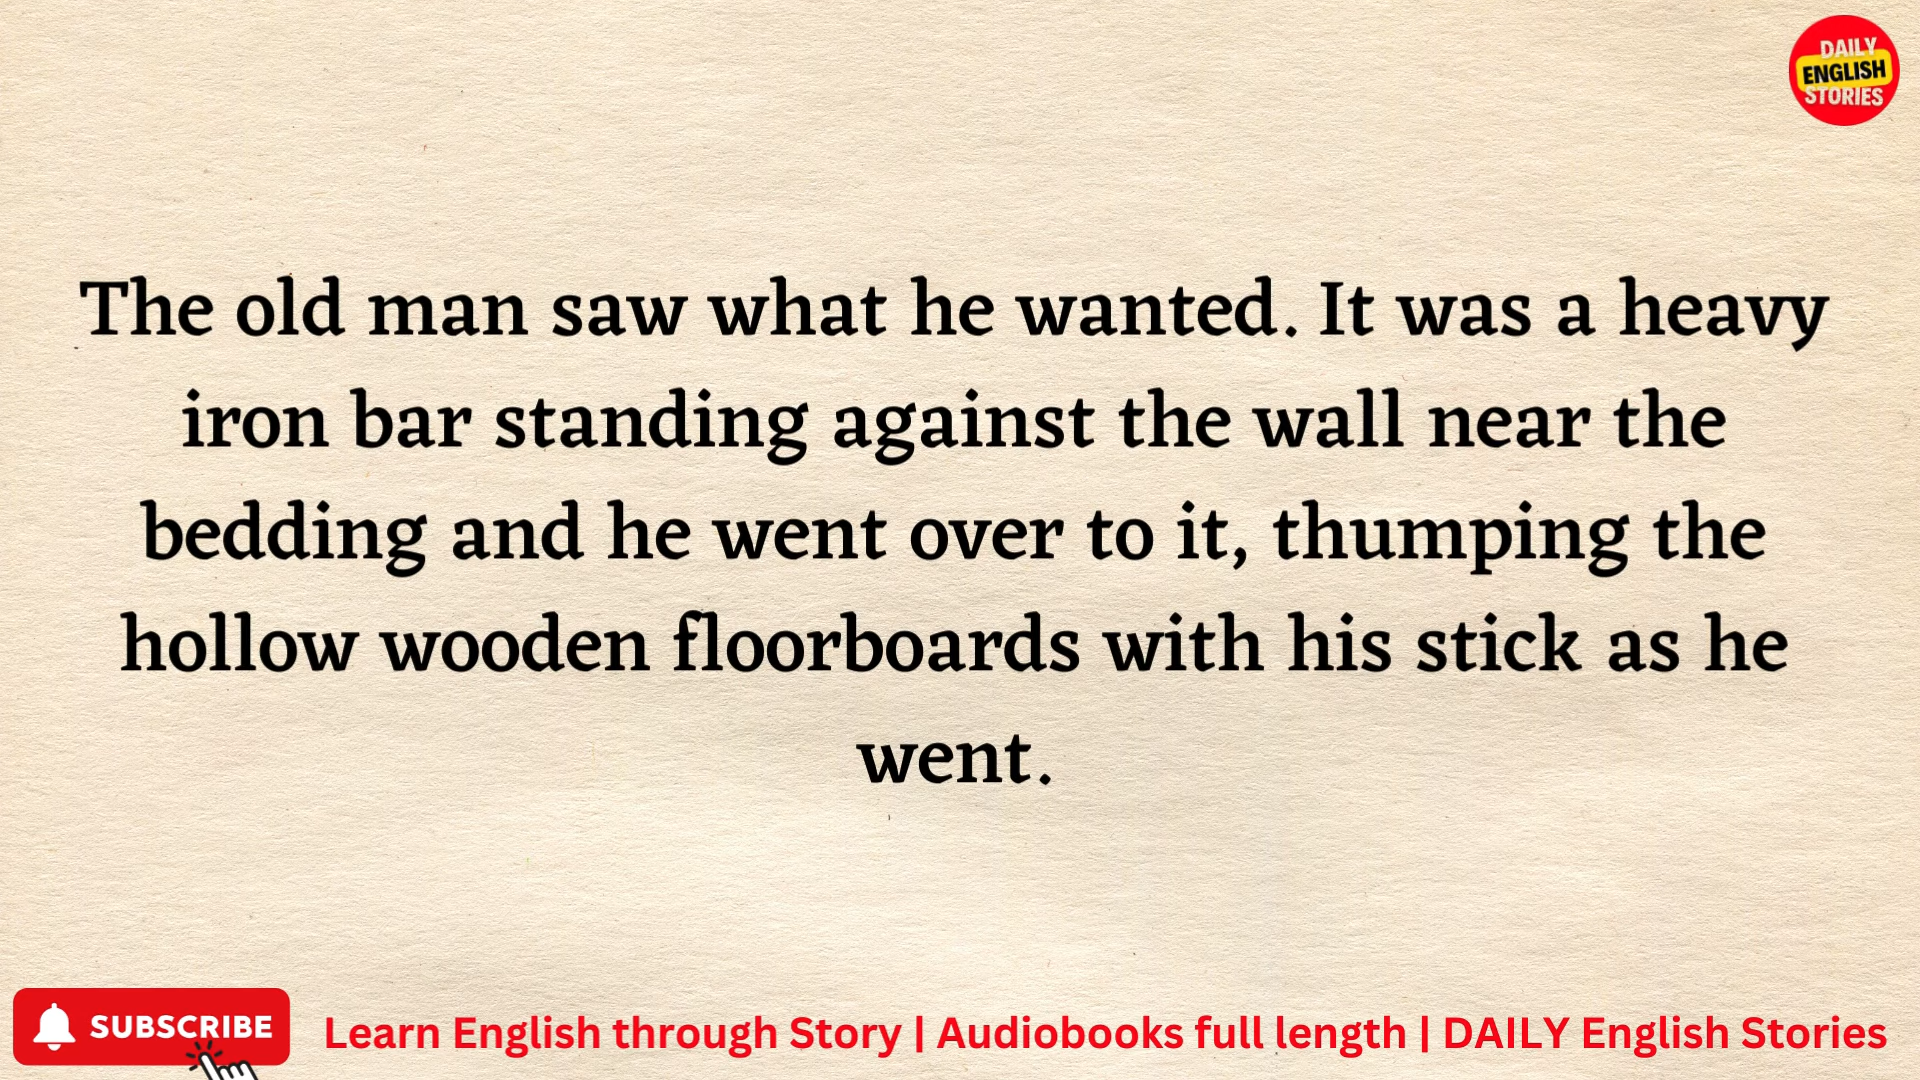 DAILY
ENGLISH
STORIES
The old man saw what he wanted. It was a heavy
iron bar standing against the wall near the
bedding and he went over to it, thumping the
hollow wooden floorboards with his stick as he
went.
SUBSCRIBE
Learn English through Story | Audiobooks full length | DAILY English Stories